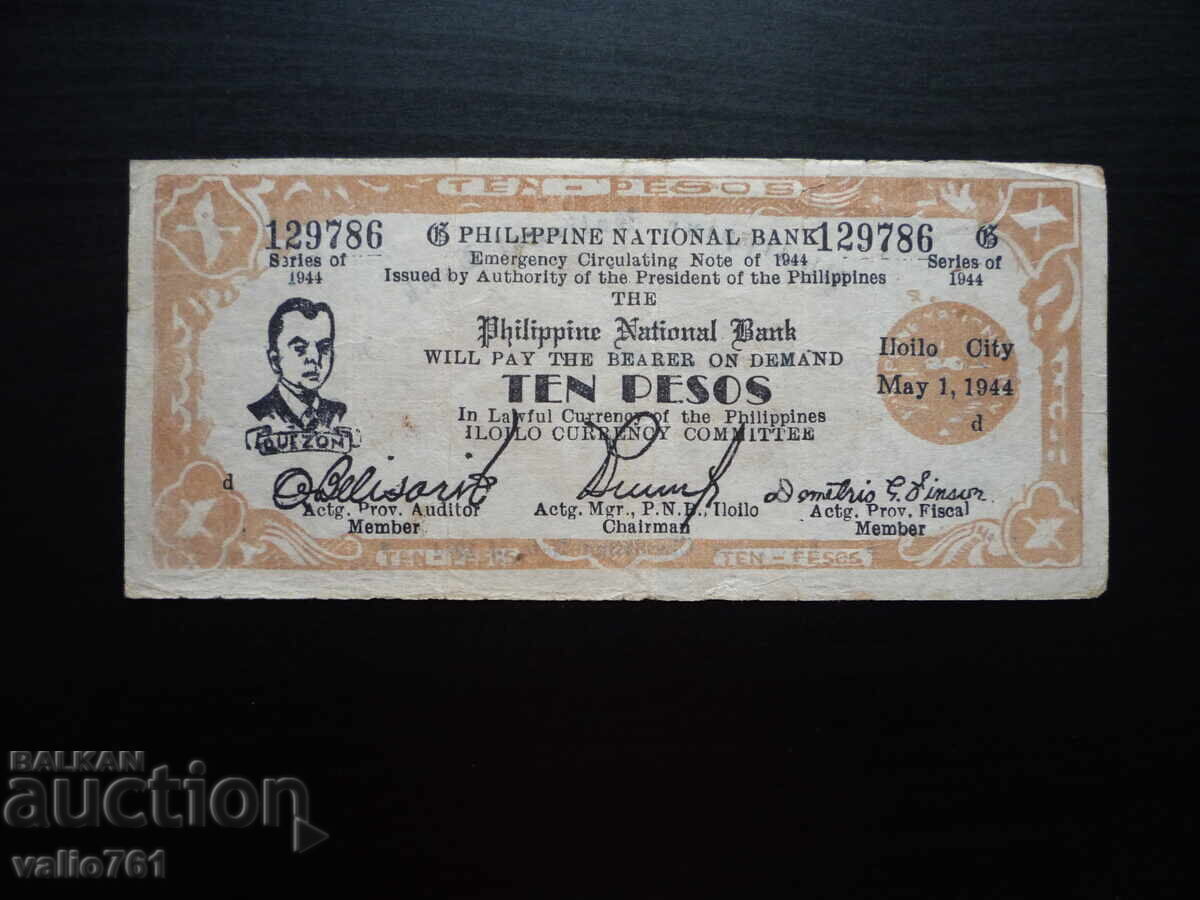 TEN - PESOS
129786 G PHILIPPINE NATIONAL BANK 129786 G
Series of 1944
Emergency Circulating Note of 1944
Series of 1944
Issued by Authority of the President of the Philippines
THE
Philippine National Bank
WILL PAY THE BEARER ON DEMAND
TEN PESOS
In Lawful Currency of the Philippines
ILOILO CURRENCY COMMITTEE
QUEZON
Iloilo City
May 1, 1944
d
d
Actg. Prov. Auditor
Member
Actg. Mgr., P.N.B., Iloilo
Chairman
Demetrio G. Vinson
Actg. Prov. Fiscal
Member
TEN - PESOS
TEN - PESOS
BALKAN
auction
valio761